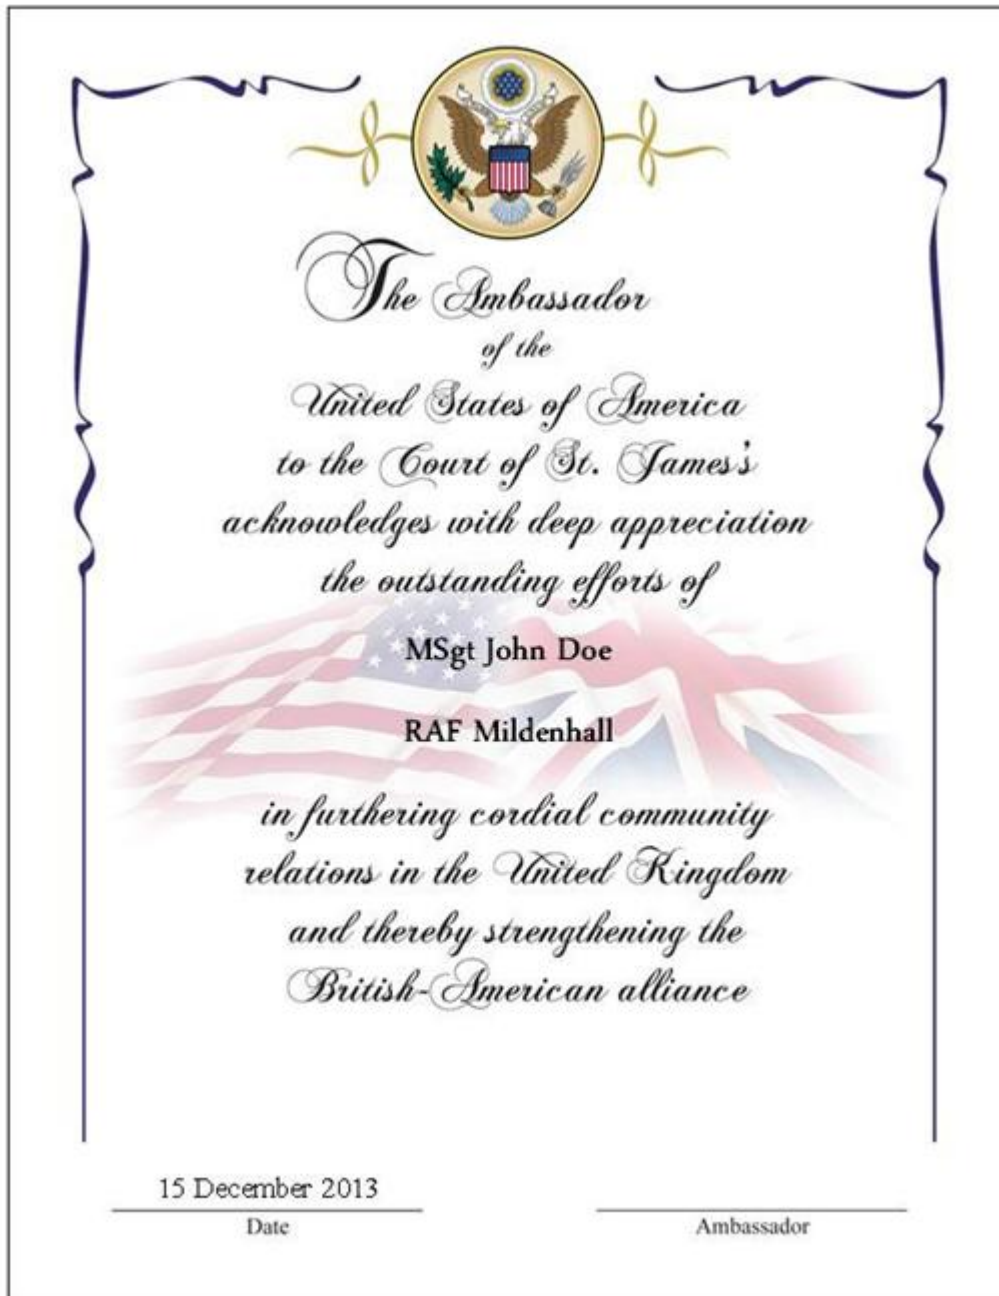 The Ambassador
of the
United States of America
to the Court of St. James's
acknowledges with deep appreciation
the outstanding efforts of
MSgt John Doe
RAF Mildenhall
in furthering cordial community
relations in the United Kingdom
and thereby strengthening the
British-American alliance
15 December 2013
Date
Ambassador